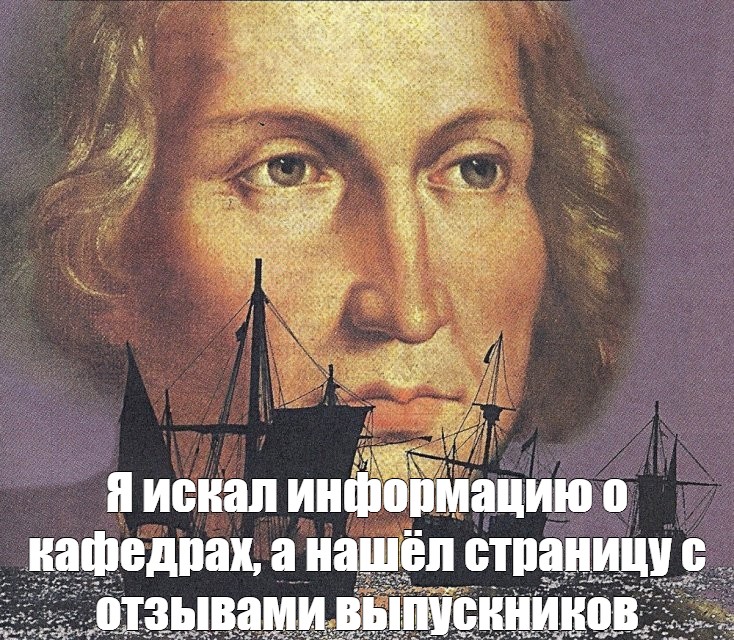 Я искал информацию о
кафедрах, а нашёл страницу с
отзывами выпускников